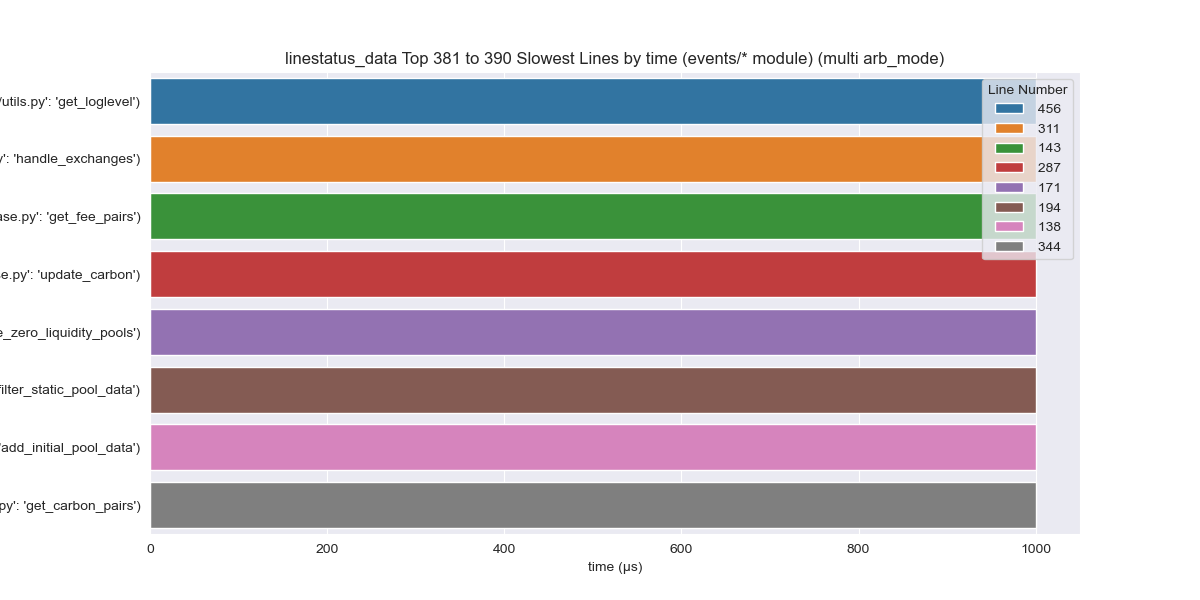 linestatus_data Top 381 to 390 Slowest Lines by time (events/* module) (multi arb_mode)
/utils.py': 'get_loglevel')
y': 'handle_exchanges')
ase.py': 'get_fee_pairs')
se.py': 'update_carbon')
e_zero_liquidity_pools')
filter_static_pool_data')
'add_initial_pool_data')
py': 'get_carbon_pairs')
Line Number
456
311
143
287
171
194
138
344
0 200 400 600 800 1000
time (µs)